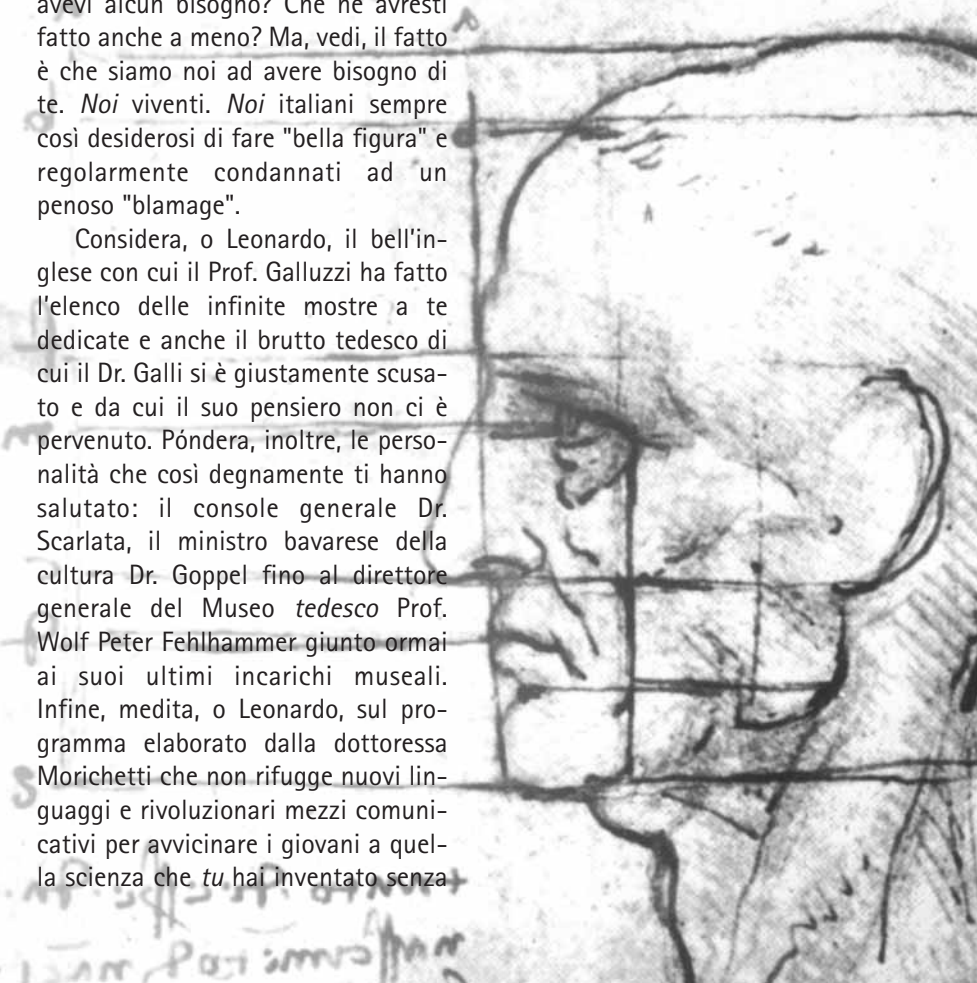 avevi alcun bisogno? Che ne avresti
fatto anche a meno? Ma, vedi, il fatto
è che siamo noi ad avere bisogno di
te. Noi viventi. Noi italiani sempre
così desiderosi di fare "bella figura" e
regolarmente condannati ad un
penoso "blamage".
Considera, o Leonardo, il bell'in-
glese con cui il Prof. Galluzzi ha fatto
l'elenco delle infinite mostre a te
dedicate e anche il brutto tedesco di
cui il Dr. Galli si è giustamente scusa-
to e da cui il suo pensiero non ci è
pervenuto. Póndera, inoltre, le perso-
nalità che così degnamente ti hanno
salutato: il console generale Dr.
Scarlata, il ministro bavarese della
cultura Dr. Goppel fino al direttore
generale del Museo tedesco Prof.
Wolf Peter Fehlhammer giunto ormai
ai suoi ultimi incarichi museali.
Infine, medita, o Leonardo, sul pro-
gramma elaborato dalla dottoressa
Morichetti che non rifugge nuovi lin-
guaggi e rivoluzionari mezzi comuni-
cativi per avvicinare i giovani a quel-
la scienza che tu hai inventato senza